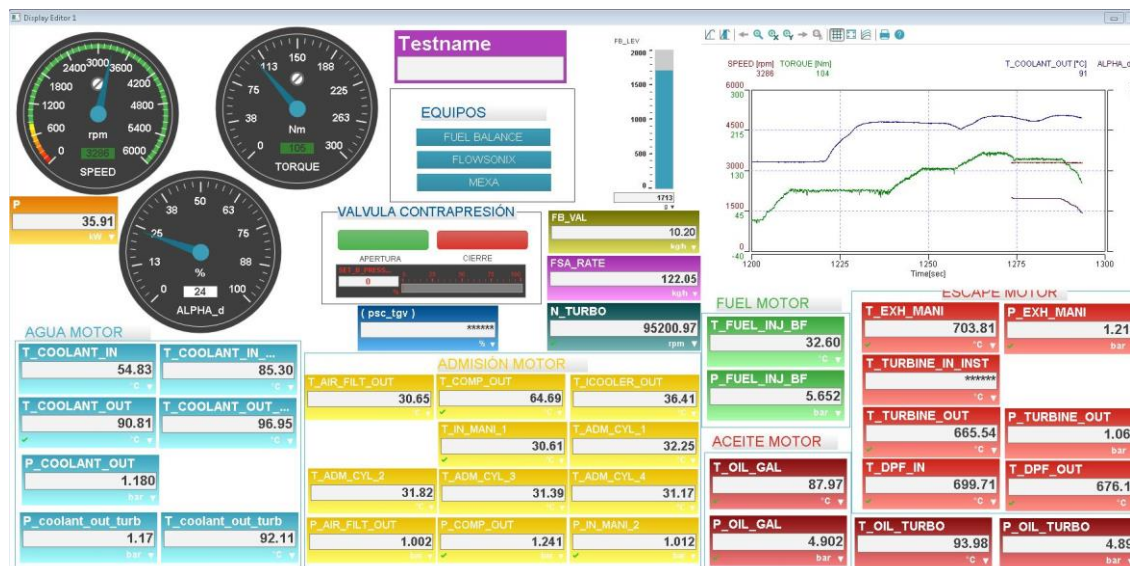 Display Editor 1
Testname
FB_LEV
2000
1500
1000
500
0
1713
g
0
600
1200
1800
2400
3000
3600
4200
4800
5400
6000
rpm
3286
SPEED
0
38
75
113
150
188
225
263
300
Nm
105
TORQUE
EQUIPOS
FUEL BALANCE
FLOWSONIX
MEXA
SPEED [rpm] TORQUE [Nm] T_COOLANT_OUT [°C] ALPHA_d
3286 104 91
6000
300
4500
215
3000
130
1500
45
0
-40
1200 1225 1250 1275 1300
Time[sec]
P
35.91
kW
0
13
25
38
50
63
75
88
100
%
24
ALPHA_d
VALVULA CONTRAPRESIÓN
APERTURA CIERRE
0
FB_VAL
10.20
kg/h
FSA_RATE
122.05
kg/h
( psc_tgv )
******
%
N_TURBO
95200.97
rpm
AGUA MOTOR
T_COOLANT_IN
54.83
°C
T_COOLANT_IN_...
85.30
°C
T_COOLANT_OUT
90.81
°C
T_COOLANT_OUT_...
96.95
°C
P_COOLANT_OUT
1.180
bar
P_coolant_out_turb
1.17
bar
T_coolant_out_turb
92.11
°C
ADMISIÓN MOTOR
T_AIR_FILT_OUT
30.65
°C
T_COMP_OUT
64.69
°C
T_ICOOLER_OUT
36.41
°C
T_IN_MANI_1
30.61
°C
T_ADM_CYL_1
32.25
°C
T_ADM_CYL_2
31.82
°C
T_ADM_CYL_3
31.39
°C
T_ADM_CYL_4
31.17
°C
P_AIR_FILT_OUT
1.002
bar
P_COMP_OUT
1.241
bar
P_IN_MANI_2
1.012
bar
FUEL MOTOR
T_FUEL_INJ_BF
32.60
°C
P_FUEL_INJ_BF
5.652
bar
ACEITE MOTOR
T_OIL_GAL
87.97
°C
P_OIL_GAL
4.902
bar
ESCAPE MOTOR
T_EXH_MANI
703.81
°C
P_EXH_MANI
1.21
bar
T_TURBINE_IN_INST
******
°C
T_TURBINE_OUT
665.54
°C
P_TURBINE_OUT
1.06
bar
T_DPF_IN
699.71
°C
T_DPF_OUT
676.1
°C
T_OIL_TURBO
93.98
°C
P_OIL_TURBO
4.89
bar